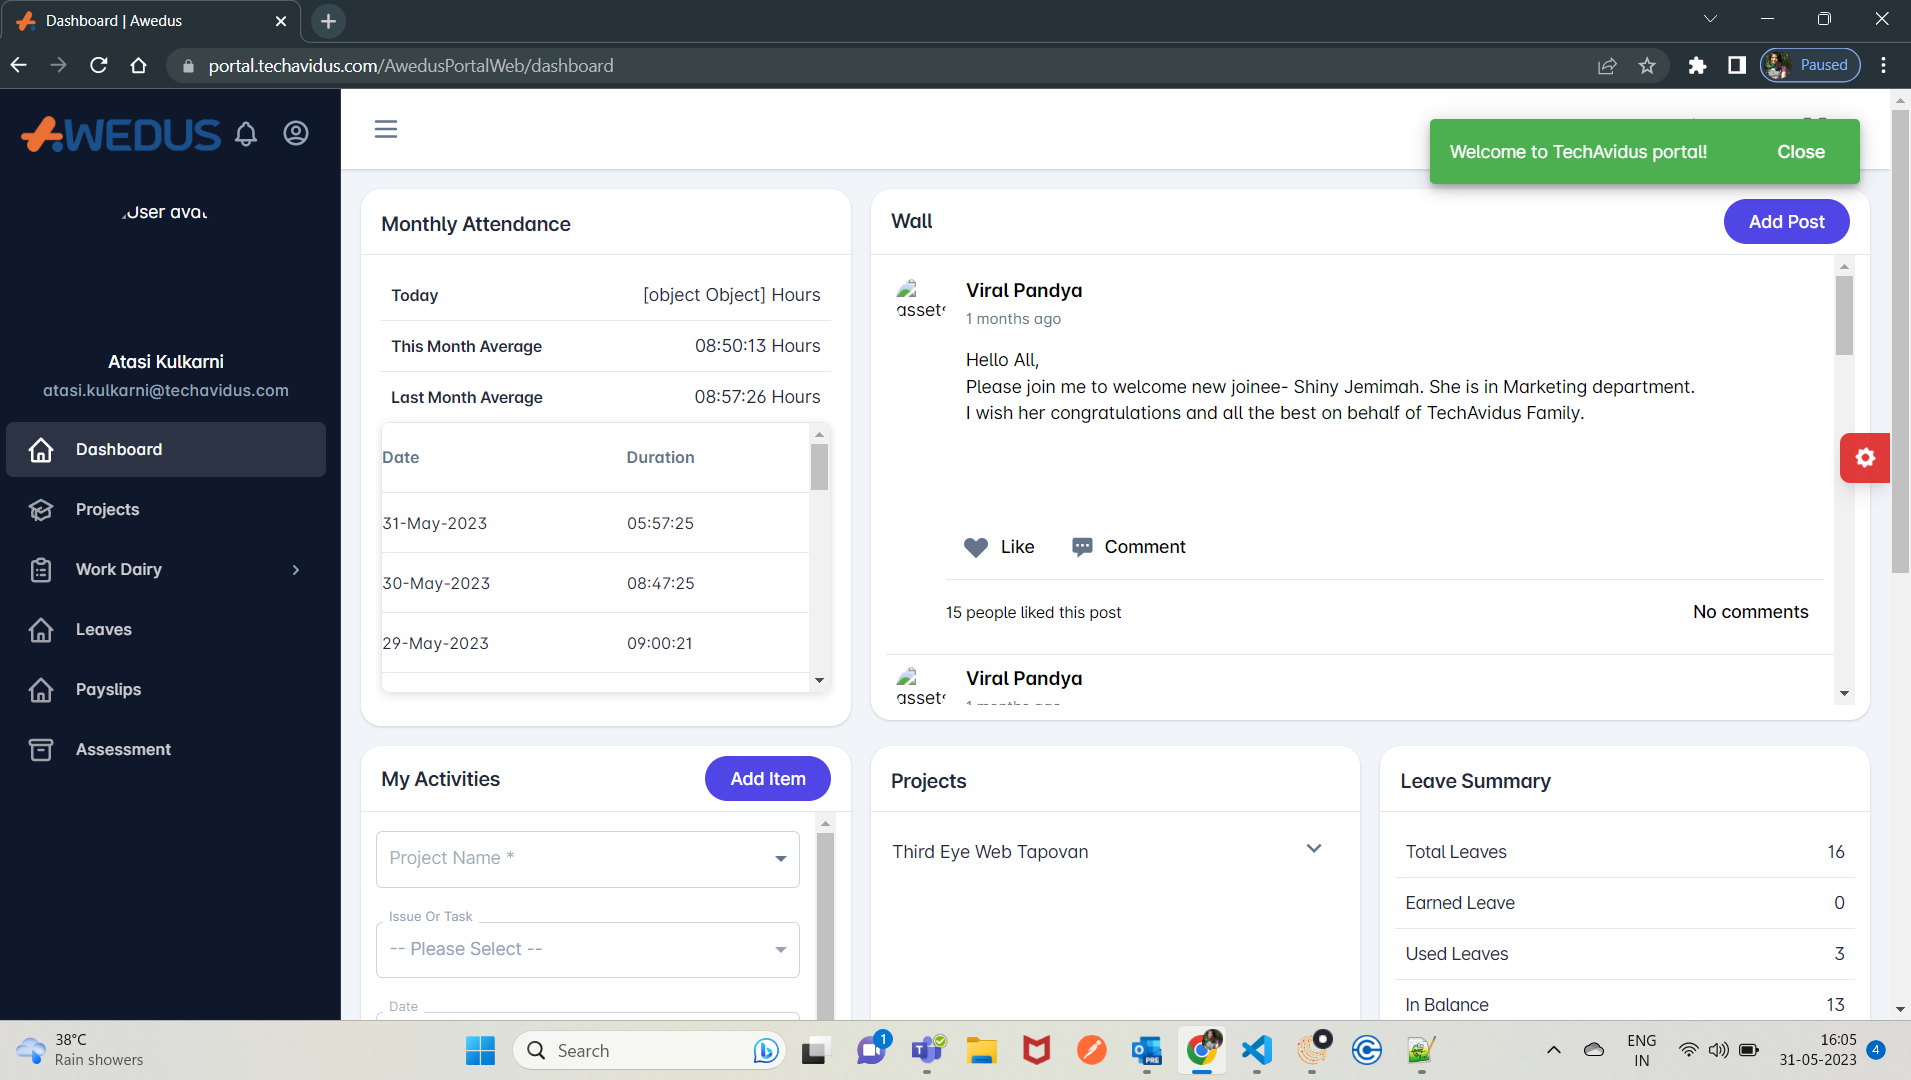 Dashboard | Awedus
portal.techavidus.com/AwedusPortalWeb/dashboard
Paused
AWEDUS
Welcome to TechAvidus portal!
Close
User avat
Atasi Kulkarni
atasi.kulkarni@techavidus.com
Dashboard
Projects
Work Dairy
Leaves
Payslips
Assessment
Monthly Attendance
Today [object Object] Hours
This Month Average 08:50:13 Hours
Last Month Average 08:57:26 Hours
Date Duration
31-May-2023 05:57:25
30-May-2023 08:47:25
29-May-2023 09:00:21
Wall
Add Post
assets
Viral Pandya
1 months ago
Hello All,
Please join me to welcome new joinee- Shiny Jemimah. She is in Marketing department.
I wish her congratulations and all the best on behalf of TechAvidus Family.
Like Comment
15 people liked this post No comments
assets
Viral Pandya
1 months ago
My Activities
Add Item
Project Name *
Issue Or Task
-- Please Select --
Date
Projects
Third Eye Web Tapovan
Leave Summary
Total Leaves 16
Earned Leave 0
Used Leaves 3
In Balance 13
38°C
Rain showers
Search
1
PRE
ENG
IN
16:05
31-05-2023
4